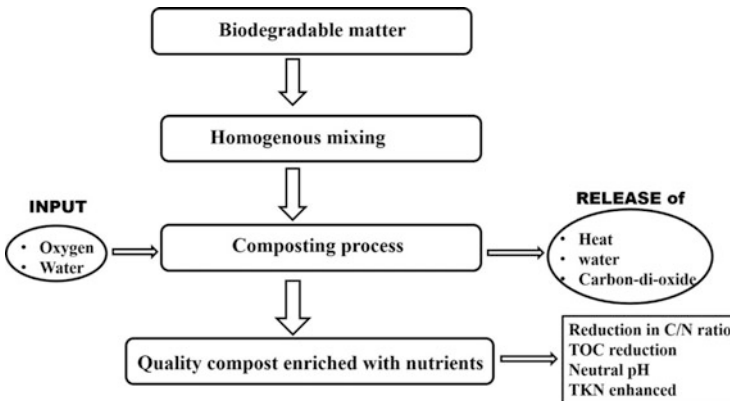 Biodegradable matter
Homogenous mixing
INPUT
• Oxygen
• Water
Composting process
RELEASE of
• Heat
• water
• Carbon-di-oxide
Quality compost enriched with nutrients
Reduction in C/N ratio
TOC reduction
Neutral pH
TKN enhanced